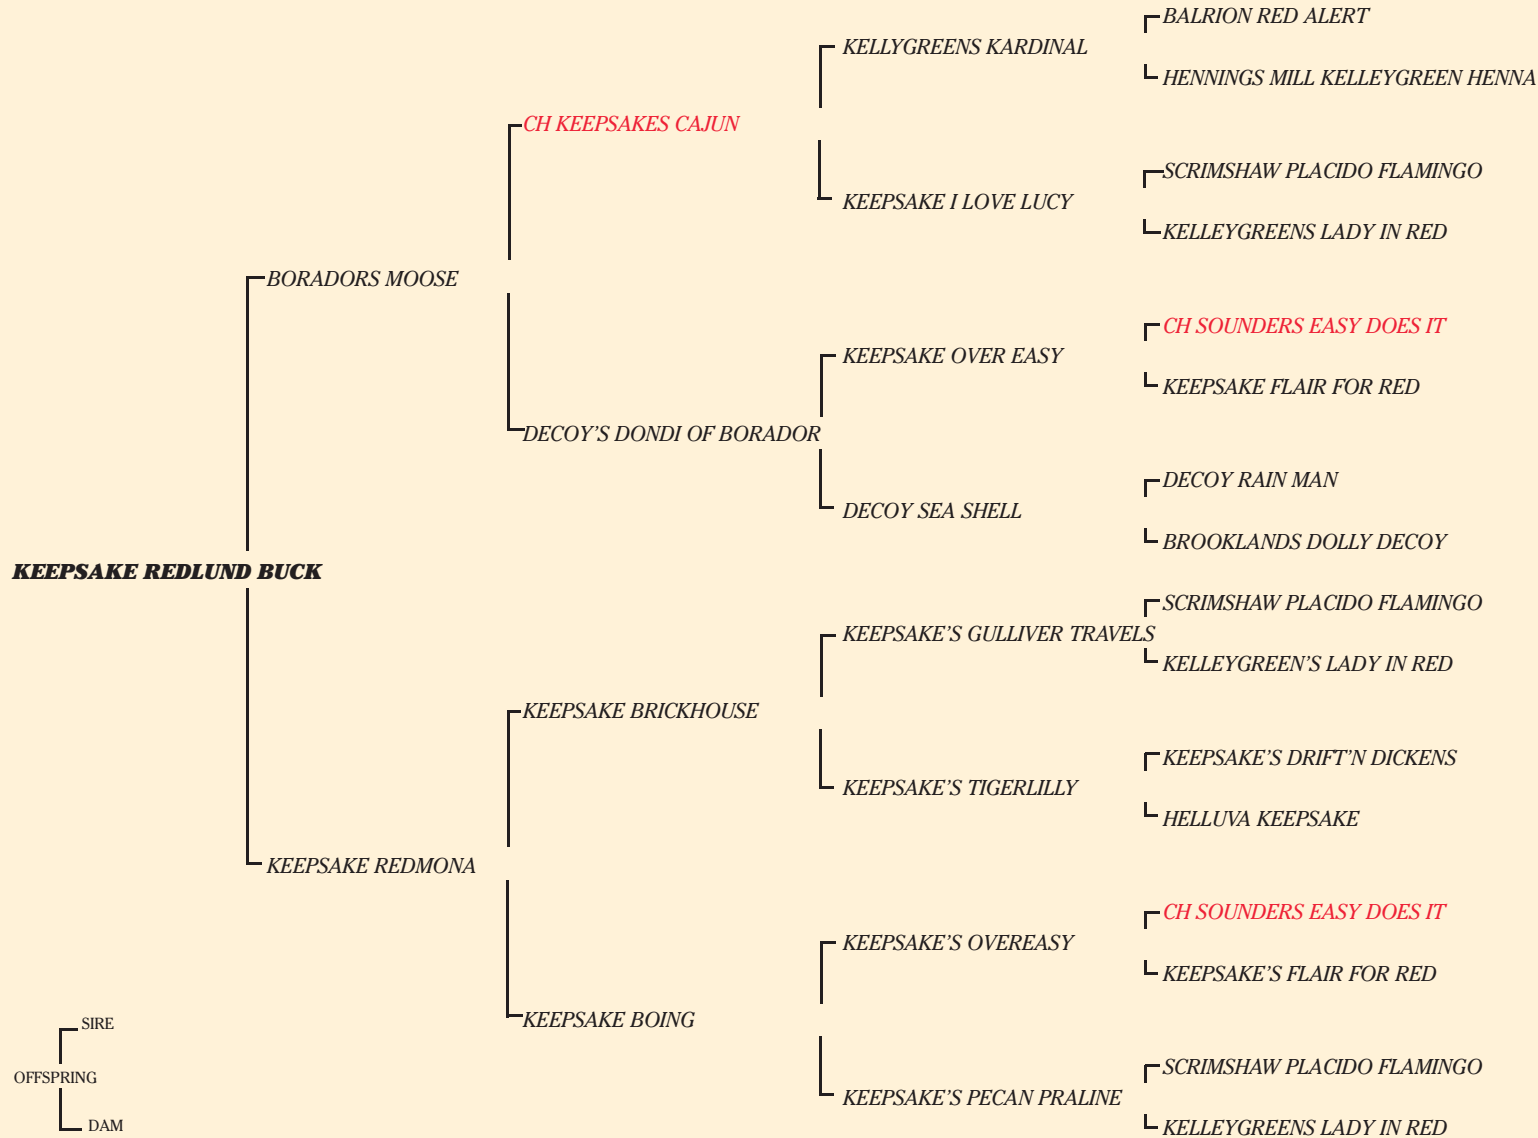 BALRION RED ALERT
KELLYGREENS KARDINAL
HENNINGS MILL KELLEYGREEN HENNA
CH KEEPSAKES CAJUN
SCRIMSHAW PLACIDO FLAMINGO
KEEPSAKE I LOVE LUCY
KELLEYGREENS LADY IN RED
BORADORS MOOSE
CH SOUNDERS EASY DOES IT
KEEPSAKE OVER EASY
KEEPSAKE FLAIR FOR RED
DECOY’S DONDI OF BORADOR
DECOY RAIN MAN
DECOY SEA SHELL
BROOKLANDS DOLLY DECOY
KEEPSAKE REDLUND BUCK
SCRIMSHAW PLACIDO FLAMINGO
KEEPSAKE’S GULLIVER TRAVELS
KELLEYGREEN’S LADY IN RED
KEEPSAKE BRICKHOUSE
KEEPSAKE’S DRIFT’N DICKENS
KEEPSAKE’S TIGERLILLY
HELLUVA KEEPSAKE
KEEPSAKE REDMONA
CH SOUNDERS EASY DOES IT
KEEPSAKE’S OVEREASY
KEEPSAKE’S FLAIR FOR RED
KEEPSAKE BOING
SCRIMSHAW PLACIDO FLAMINGO
KEEPSAKE’S PECAN PRALINE
KELLEYGREENS LADY IN RED
SIRE
OFFSPRING
DAM